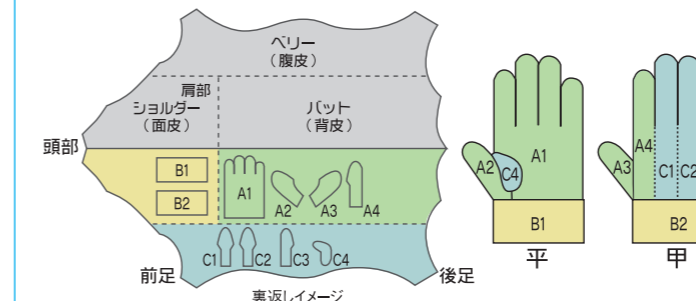 ベリー
（腹皮）
肩部
ショルダー
（面皮）
バット
（背皮）
頭部
B1
B2
A1
A2
A3
A4
C1
C2
C3
C4
前足
後足
裏返しイメージ
A2
C4
A1
B1
平
A3
A4
C1
C2
B2
甲